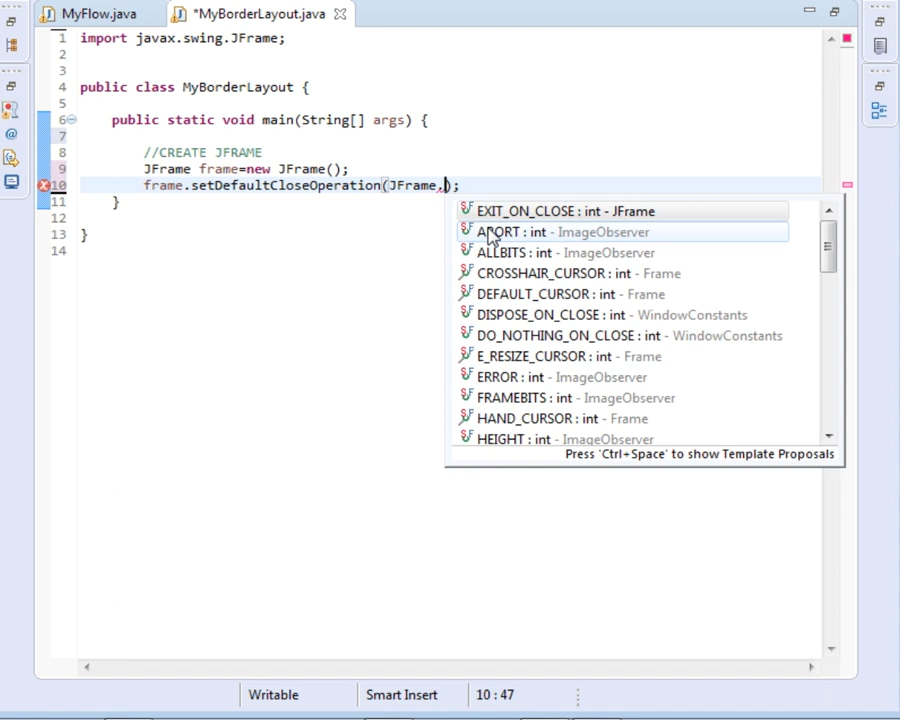 MyFlow.java
*MyBorderLayout.java
1 import javax.swing.JFrame;
2
3
4 public class MyBorderLayout {
5
6 public static void main(String[] args) {
7
8 //CREATE JFRAME
9 JFrame frame=new JFrame();
10 frame.setDefaultCloseOperation(JFrame.);
11 }
12
13 }
14
EXIT_ON_CLOSE : int - JFrame
ABORT : int - ImageObserver
ALLBITS : int - ImageObserver
CROSSHAIR_CURSOR : int - Frame
DEFAULT_CURSOR : int - Frame
DISPOSE_ON_CLOSE : int - WindowConstants
DO_NOTHING_ON_CLOSE : int - WindowConstants
E_RESIZE_CURSOR : int - Frame
ERROR : int - ImageObserver
FRAMEBITS : int - ImageObserver
HAND_CURSOR : int - Frame
HEIGHT : int - ImageObserver
Press 'Ctrl+Space' to show Template Proposals
Writable
Smart Insert
10 : 47